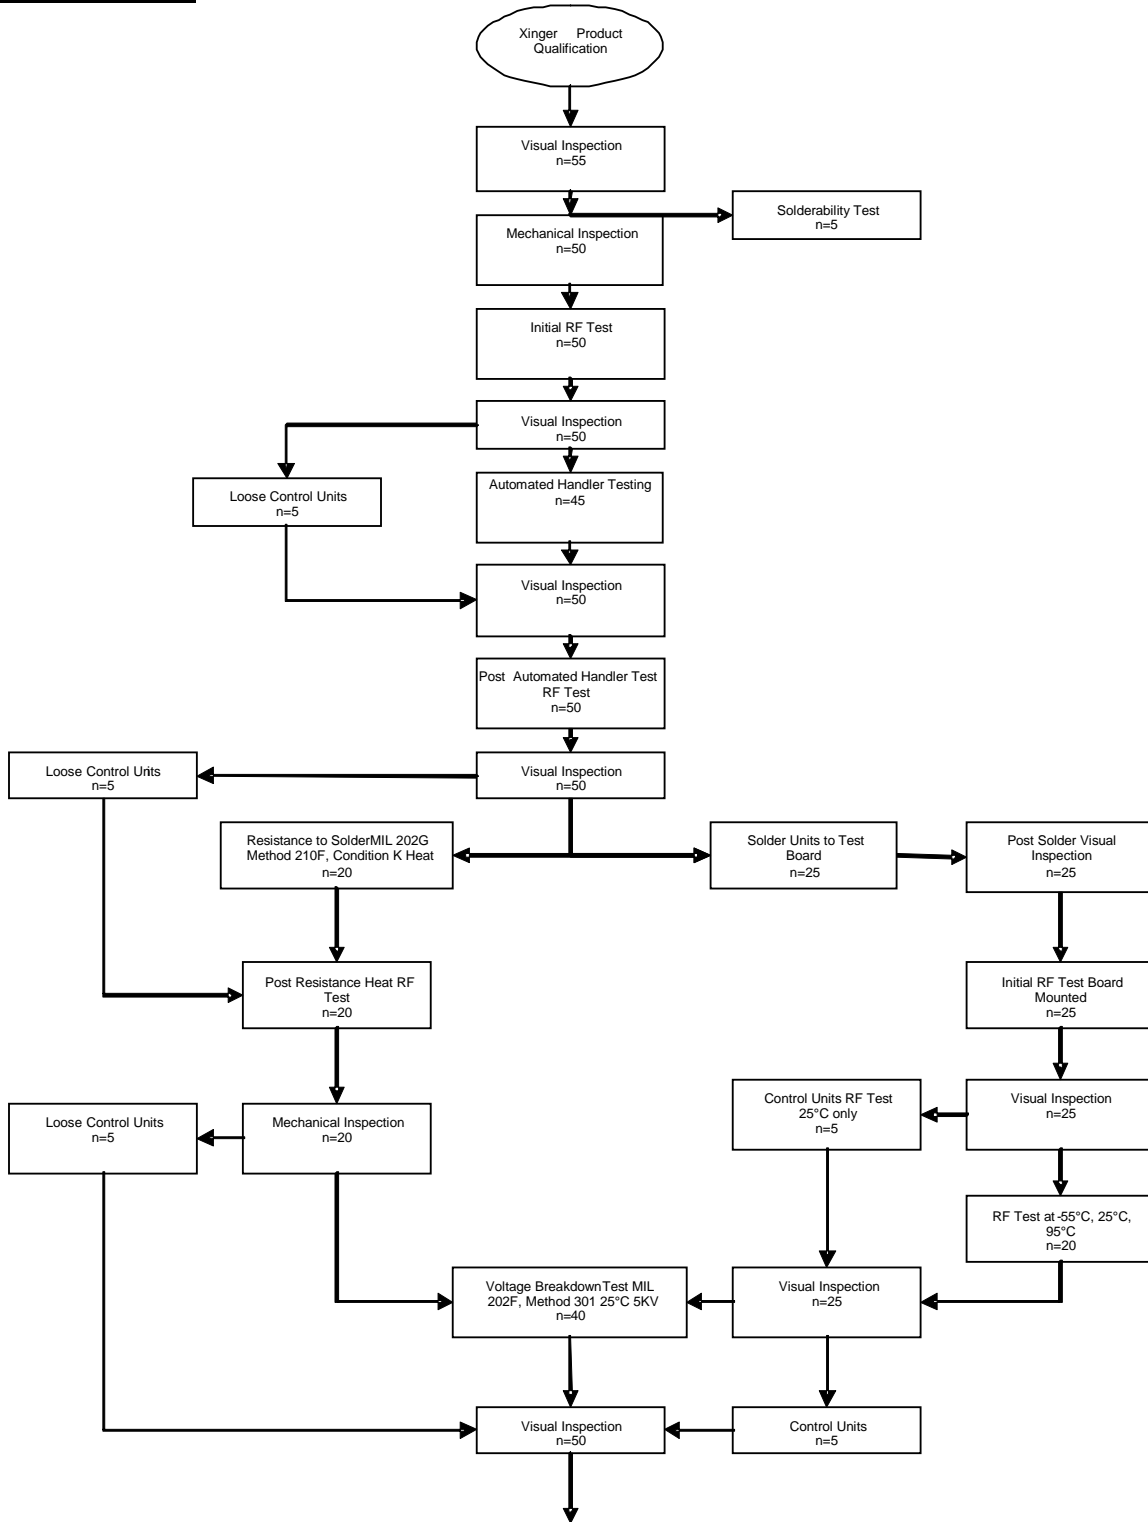 Xinger Product
Qualification
Visual Inspection
n=55
Solderability Test
n=5
Mechanical Inspection
n=50
Initial RF Test
n=50
Visual Inspection
n=50
Loose Control Units
n=5
Automated Handler Testing
n=45
Visual Inspection
n=50
Post Automated Handler Test
RF Test
n=50
Loose Control Units
n=5
Visual Inspection
n=50
Resistance to SolderMIL 202G
Method 210F, Condition K Heat
n=20
Solder Units to Test
Board
n=25
Post Solder Visual
Inspection
n=25
Post Resistance Heat RF
Test
n=20
Initial RF Test Board
Mounted
n=25
Loose Control Units
n=5
Mechanical Inspection
n=20
Control Units RF Test
25°C only
n=5
Visual Inspection
n=25
RF Test at -55°C, 25°C,
95°C
n=20
Voltage BreakdownTest MIL
202F, Method 301 25°C 5KV
n=40
Visual Inspection
n=25
Visual Inspection
n=50
Control Units
n=5